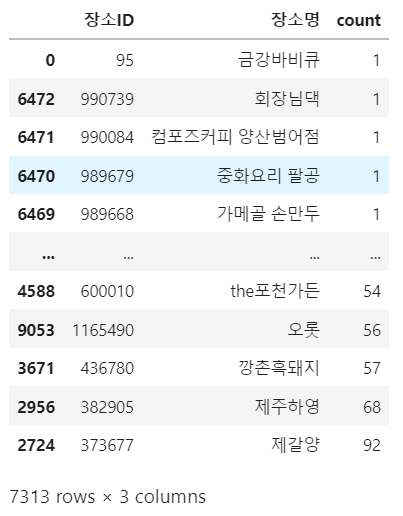 장소ID 장소명 count
0 95 금강바비큐 1
6472 990739 회장님댁 1
6471 990084 컴포즈커피 양산범어점 1
6470 989679 중화요리 팔공 1
6469 989668 가메골 손만두 1
... ... ... ...
4588 600010 the포천가든 54
9053 1165490 오롯 56
3671 436780 깡촌흑돼지 57
2956 382905 제주하영 68
2724 373677 제갈양 92
7313 rows × 3 columns